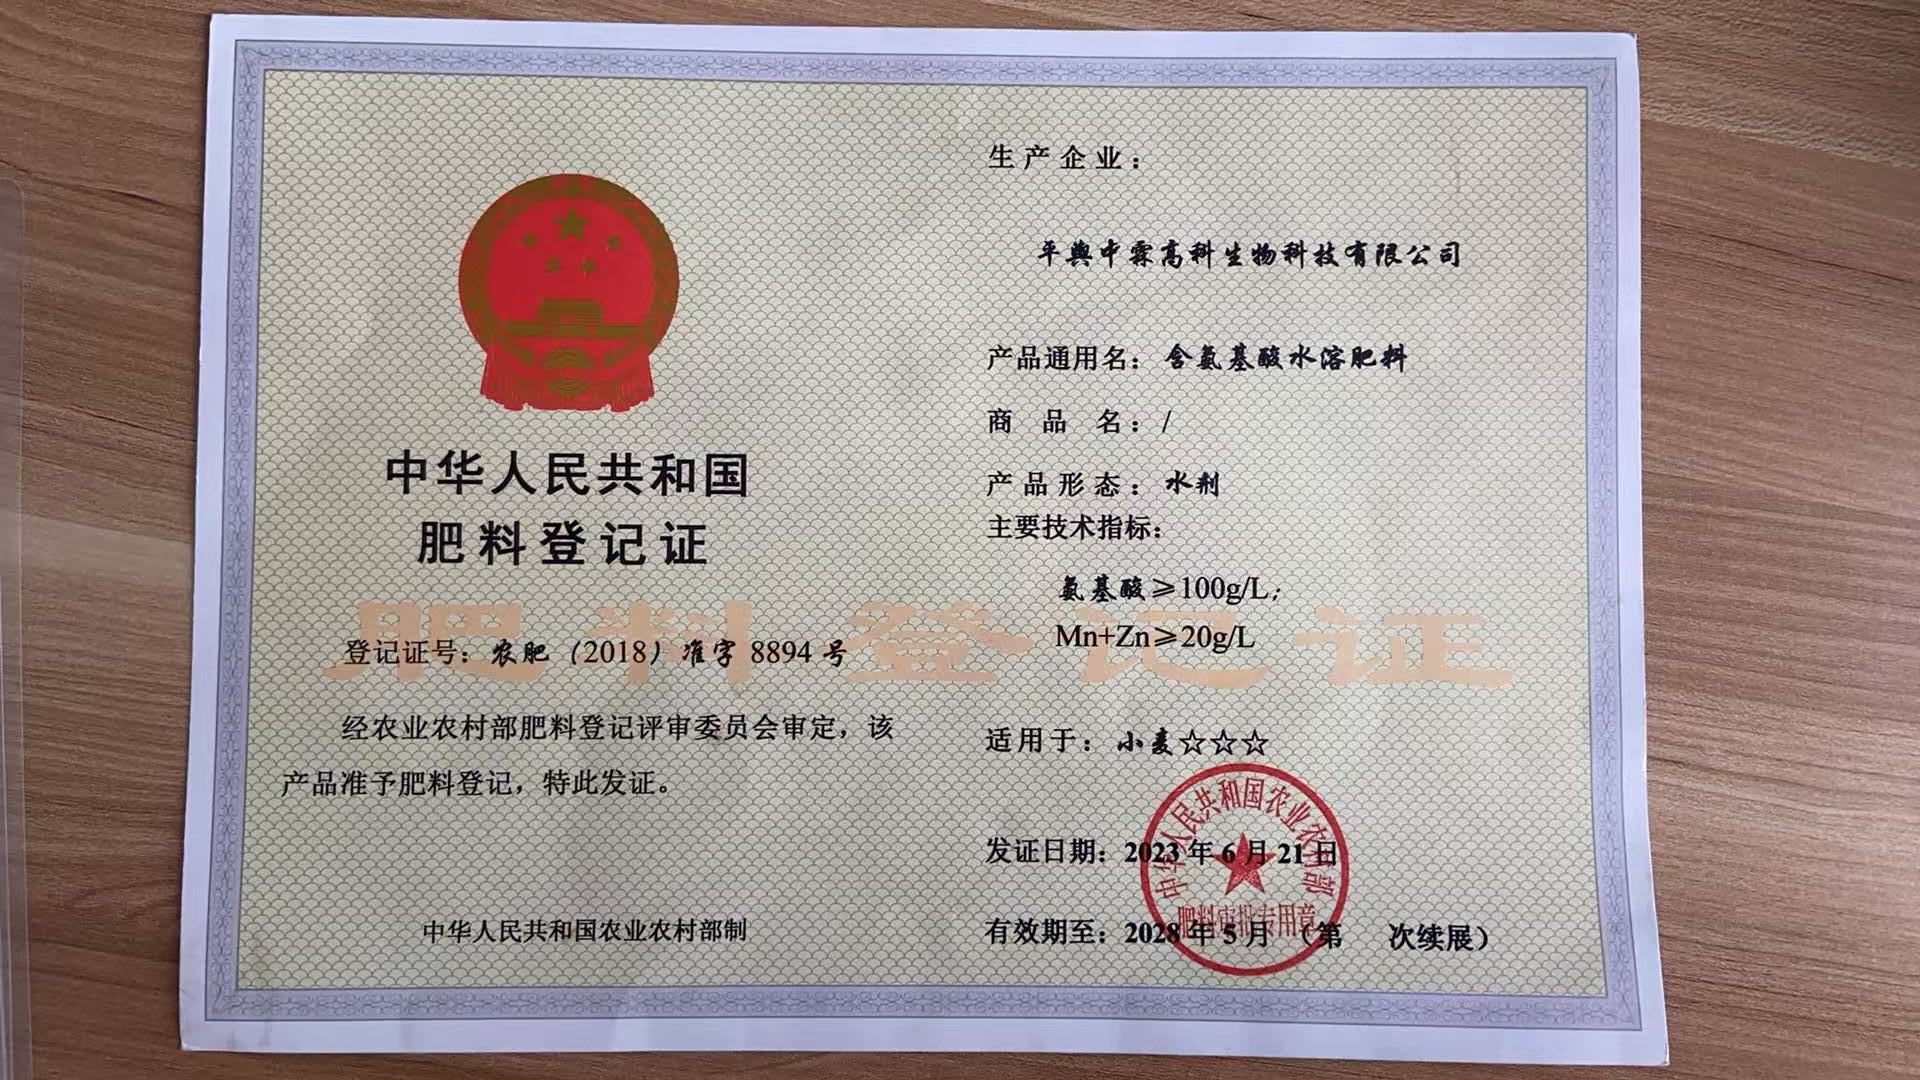 中华人民共和国
肥料登记证
肥料登记证
登记证号：农肥（2018）准字 8894 号
经农业农村部肥料登记评审委员会审定，该
产品准予肥料登记，特此发证。
中华人民共和国农业农村部制
生产企业：
平舆中霖高科生物科技有限公司
产品通用名：含氨基酸水溶肥料
商品名：/
产品形态：水剂
主要技术指标：
氨基酸≥100g/L；
Mn+Zn≥20g/L
适用于：小麦☆☆☆
发证日期：2023 年 6 月 21 日
有效期至：2028 年 5 月 （第 次续展）
中华人民共和国农业农村部
肥料审批专用章